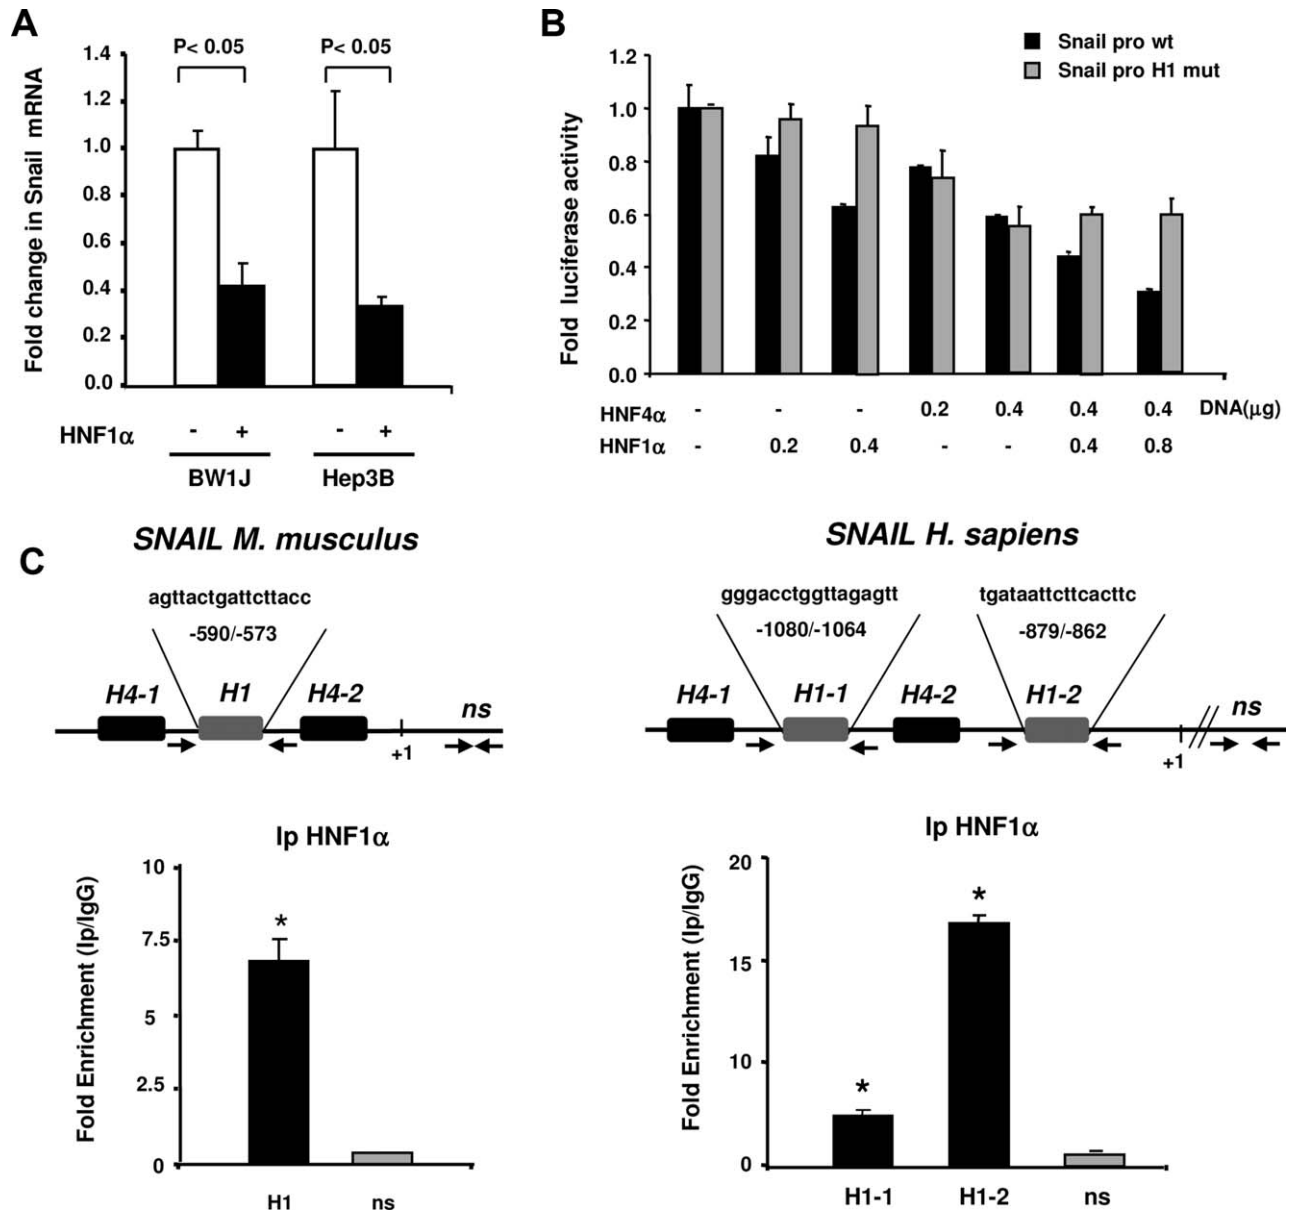 A
P< 0.05
P< 0.05
Fold change in Snail mRNA
1.4
1.2
1.0
0.8
0.6
0.4
0.2
0.0
HNF1α
- + - +
BW1J Hep3B
B
Snail pro wt
Snail pro H1 mut
Fold luciferase activity
1.2
1.0
0.8
0.6
0.4
0.2
0.0
HNF4α - - - 0.2 0.4 0.4 0.4 DNA(µg)
HNF1α - 0.2 0.4 - - 0.4 0.8
C
SNAIL M. musculus
agttactgattcttacc
-590/-573
H4-1 H1 H4-2 ns
+1
Ip HNF1α
Fold Enrichment (Ip/IgG)
10
7.5
5
2.5
0
*
H1 ns
SNAIL H. sapiens
gggacctggttagagtt tgataattcttcacttc
-1080/-1064 -879/-862
H4-1 H1-1 H4-2 H1-2 ns
+1
Ip HNF1α
Fold Enrichment (Ip/IgG)
20
15
10
0
* *
H1-1 H1-2 ns